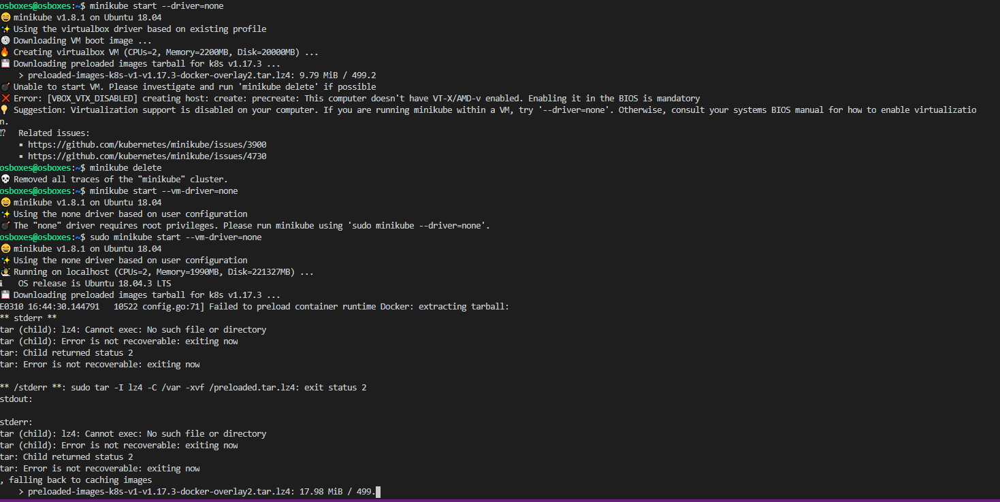 osboxes@osboxes:~$ minikube start --driver=none
😄 minikube v1.8.1 on Ubuntu 18.04
✨ Using the virtualbox driver based on existing profile
💿 Downloading VM boot image ...
🔥 Creating virtualbox VM (CPUs=2, Memory=2200MB, Disk=20000MB) ...
💾 Downloading preloaded images tarball for k8s v1.17.3 ...
    > preloaded-images-k8s-v1-v1.17.3-docker-overlay2.tar.lz4: 9.79 MiB / 499.2
💣 Unable to start VM. Please investigate and run 'minikube delete' if possible
❌ Error: [VBOX_VTX_DISABLED] creating host: create: precreate: This computer doesn't have VT-X/AMD-v enabled. Enabling it in the BIOS is mandatory
💡 Suggestion: Virtualization support is disabled on your computer. If you are running minikube within a VM, try '--driver=none'. Otherwise, consult your systems BIOS manual for how to enable virtualizatio
n.
⁉ Related issues:
    ▪ https://github.com/kubernetes/minikube/issues/3900
    ▪ https://github.com/kubernetes/minikube/issues/4730
osboxes@osboxes:~$ minikube delete
💀 Removed all traces of the "minikube" cluster.
osboxes@osboxes:~$ minikube start --vm-driver=none
😄 minikube v1.8.1 on Ubuntu 18.04
✨ Using the none driver based on user configuration
💣 The "none" driver requires root privileges. Please run minikube using 'sudo minikube --driver=none'.
osboxes@osboxes:~$ sudo minikube start --vm-driver=none
😄 minikube v1.8.1 on Ubuntu 18.04
✨ Using the none driver based on user configuration
🤹 Running on localhost (CPUs=2, Memory=1990MB, Disk=221327MB) ...
ℹ OS release is Ubuntu 18.04.3 LTS
💾 Downloading preloaded images tarball for k8s v1.17.3 ...
E0310 16:44:30.144791   10522 config.go:71] Failed to preload container runtime Docker: extracting tarball:
** stderr **
tar (child): lz4: Cannot exec: No such file or directory
tar (child): Error is not recoverable: exiting now
tar: Child returned status 2
tar: Error is not recoverable: exiting now
** /stderr **: sudo tar -I lz4 -C /var -xvf /preloaded.tar.lz4: exit status 2
stdout:
stderr:
tar (child): lz4: Cannot exec: No such file or directory
tar (child): Error is not recoverable: exiting now
tar: Child returned status 2
tar: Error is not recoverable: exiting now
, falling back to caching images
    > preloaded-images-k8s-v1-v1.17.3-docker-overlay2.tar.lz4: 17.98 MiB / 499.